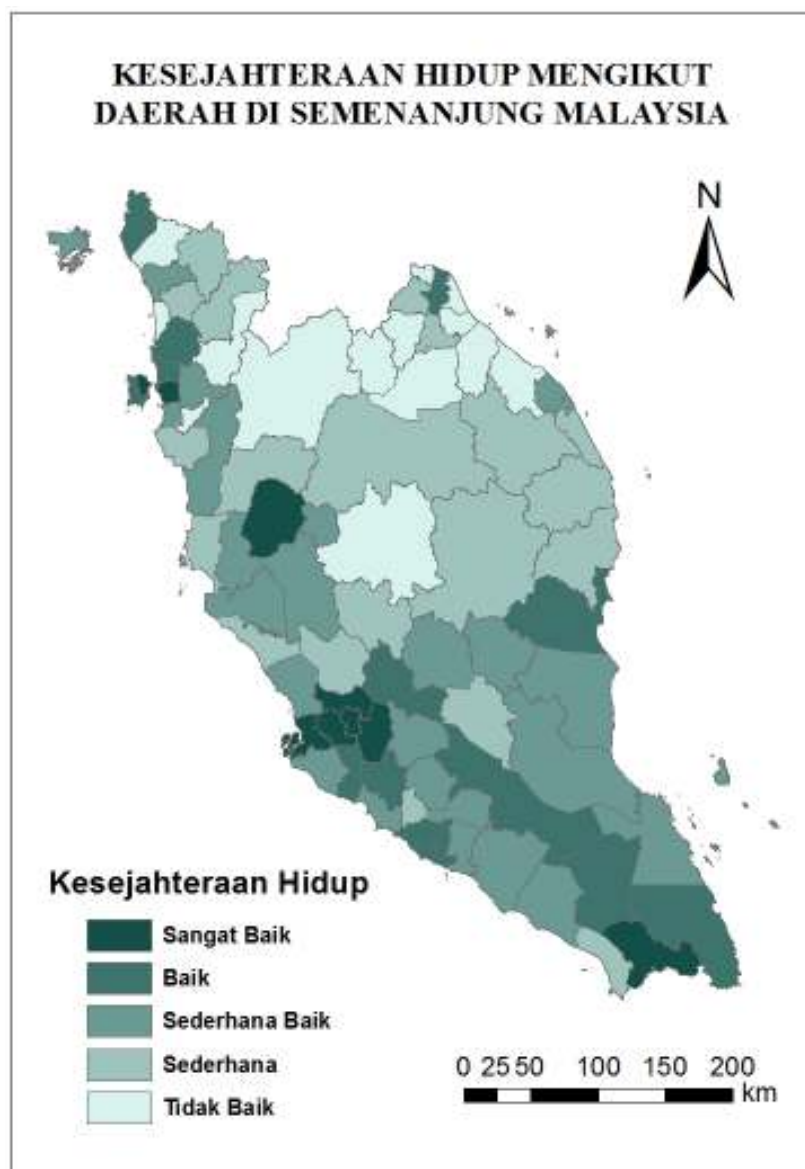 KESEJAHTERAAN HIDUP MENGIKUT
DAERAH DI SEMENANJUNG MALAYSIA
N
Kesejahteraan Hidup
Sangat Baik
Baik
Sederhana Baik
Sederhana
Tidak Baik
0 25 50 100 150 200
km